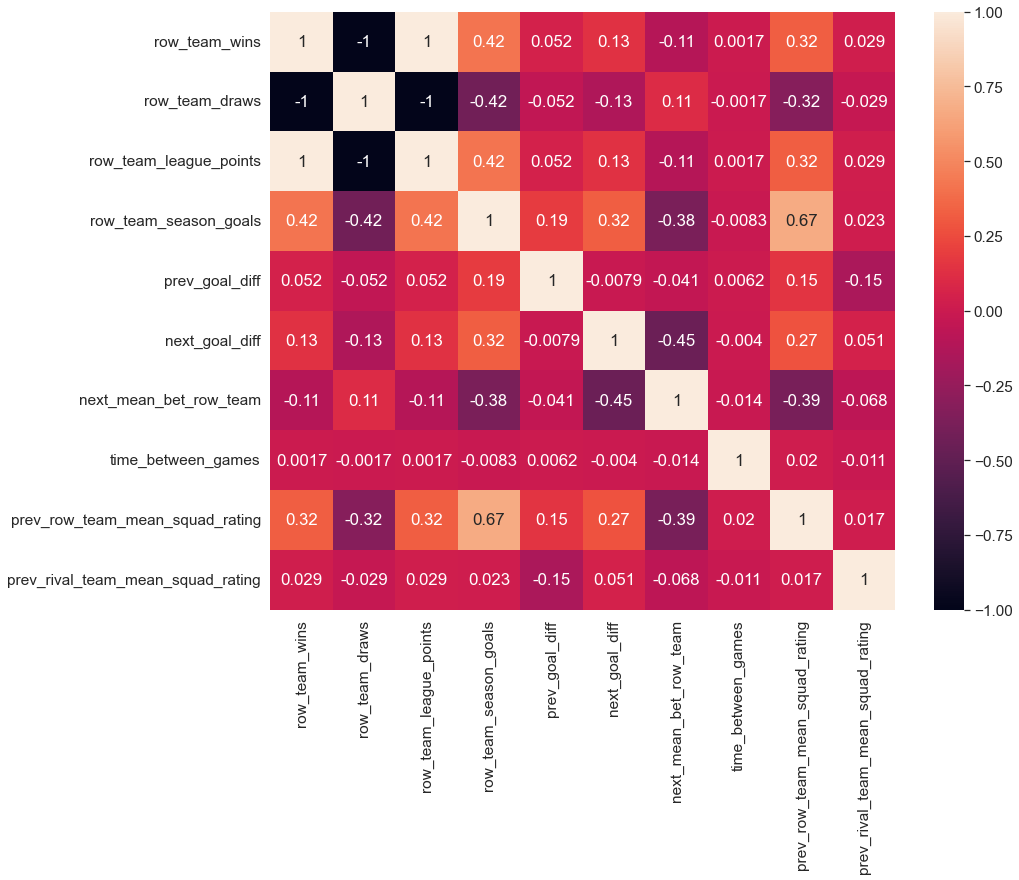 row_team_wins 1 -1 1 0.42 0.052 0.13 -0.11 0.0017 0.32 0.029
row_team_draws -1 1 -1 -0.42 -0.052 -0.13 0.11 -0.0017 -0.32 -0.029
row_team_league_points 1 -1 1 0.42 0.052 0.13 -0.11 0.0017 0.32 0.029
row_team_season_goals 0.42 -0.42 0.42 1 0.19 0.32 -0.38 -0.0083 0.67 0.023
prev_goal_diff 0.052 -0.052 0.052 0.19 1 -0.0079 -0.041 0.0062 0.15 -0.15
next_goal_diff 0.13 -0.13 0.13 0.32 -0.0079 1 -0.45 -0.004 0.27 0.051
next_mean_bet_row_team -0.11 0.11 -0.11 -0.38 -0.041 -0.45 1 -0.014 -0.39 -0.068
time_between_games 0.0017 -0.0017 0.0017 -0.0083 0.0062 -0.004 -0.014 1 0.02 -0.011
prev_row_team_mean_squad_rating 0.32 -0.32 0.32 0.67 0.15 0.27 -0.39 0.02 1 0.017
prev_rival_team_mean_squad_rating 0.029 -0.029 0.029 0.023 -0.15 0.051 -0.068 -0.011 0.017 1
row_team_wins
row_team_draws
row_team_league_points
row_team_season_goals
prev_goal_diff
next_goal_diff
next_mean_bet_row_team
time_between_games
prev_row_team_mean_squad_rating
prev_rival_team_mean_squad_rating
1.00
0.75
0.50
0.25
0.00
−0.25
−0.50
−0.75
−1.00